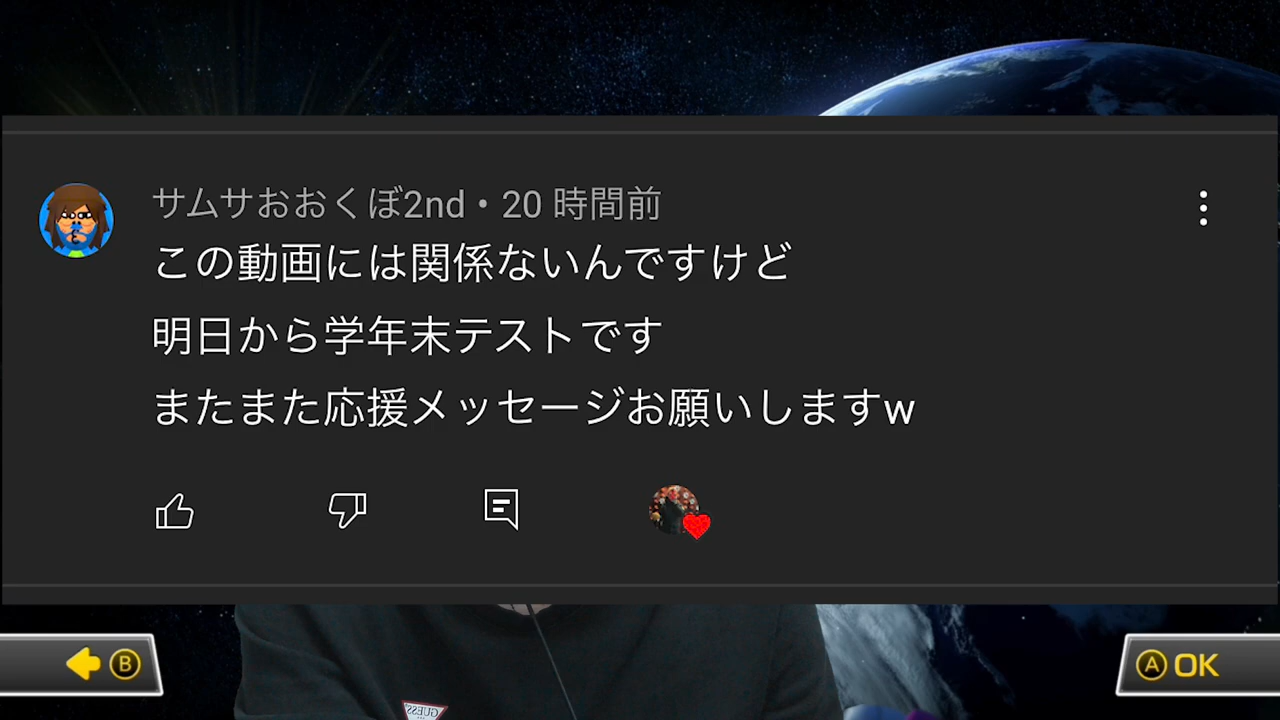 サムサおおくぼ2nd・20 時間前
この動画には関係ないんですけど
明日から学年末テストです
またまた応援メッセージお願いしますw
GUESS
B
A OK